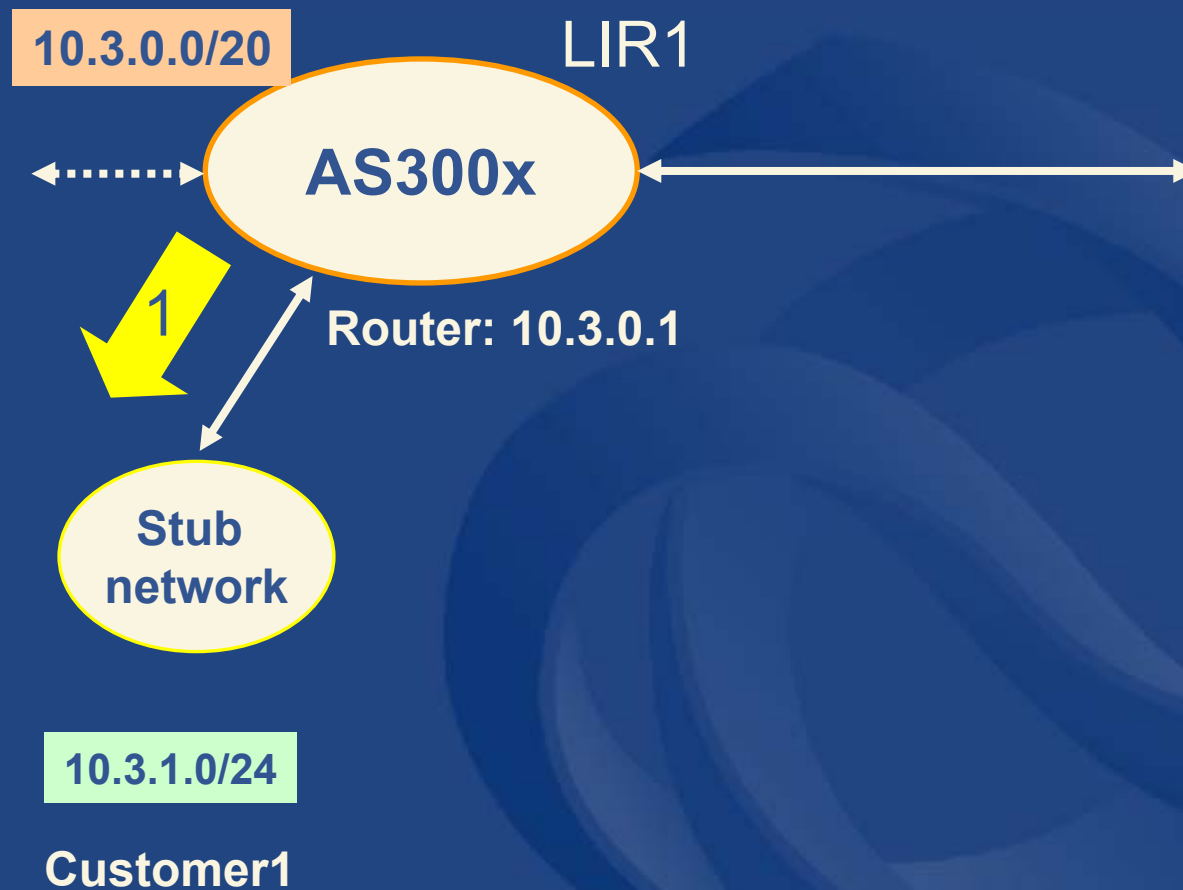 10.3.0.0/20
LIR1
AS300x
1
Router: 10.3.0.1
Stub
network
10.3.1.0/24
Customer1